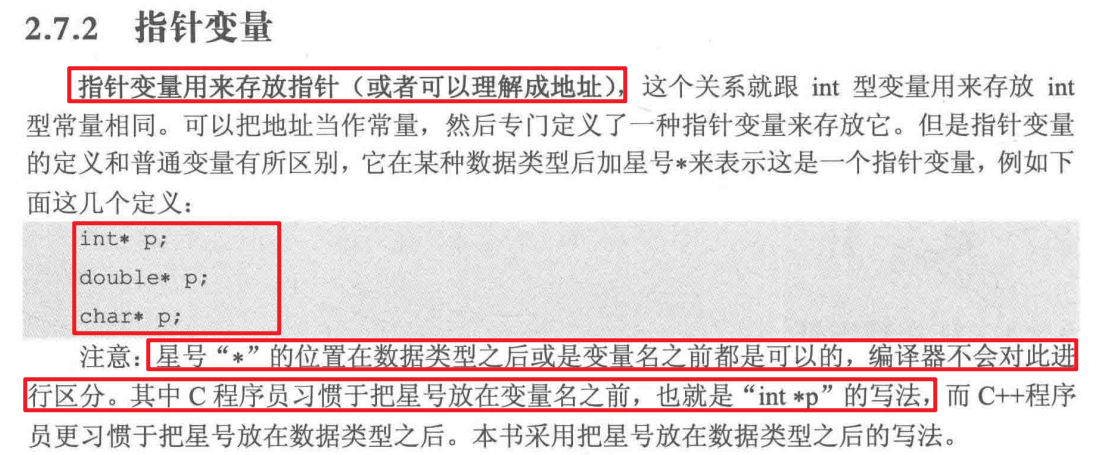 2.7.2 指针变量
指针变量用来存放指针（或者可以理解成地址），这个关系就跟 int 型变量用来存放 int
型常量相同。可以把地址当作常量，然后专门定义了一种指针变量来存放它。但是指针变量
的定义和普通变量有所区别，它在某种数据类型后加星号*来表示这是一个指针变量，例如下
面这几个定义：
int* p;
double* p;
char* p;
注意：星号“*”的位置在数据类型之后或是变量名之前都是可以的，编译器不会对此进
行区分。其中 C 程序员习惯于把星号放在变量名之前，也就是“int *p”的写法，而 C++程序
员更习惯于把星号放在数据类型之后。本书采用把星号放在数据类型之后的写法。